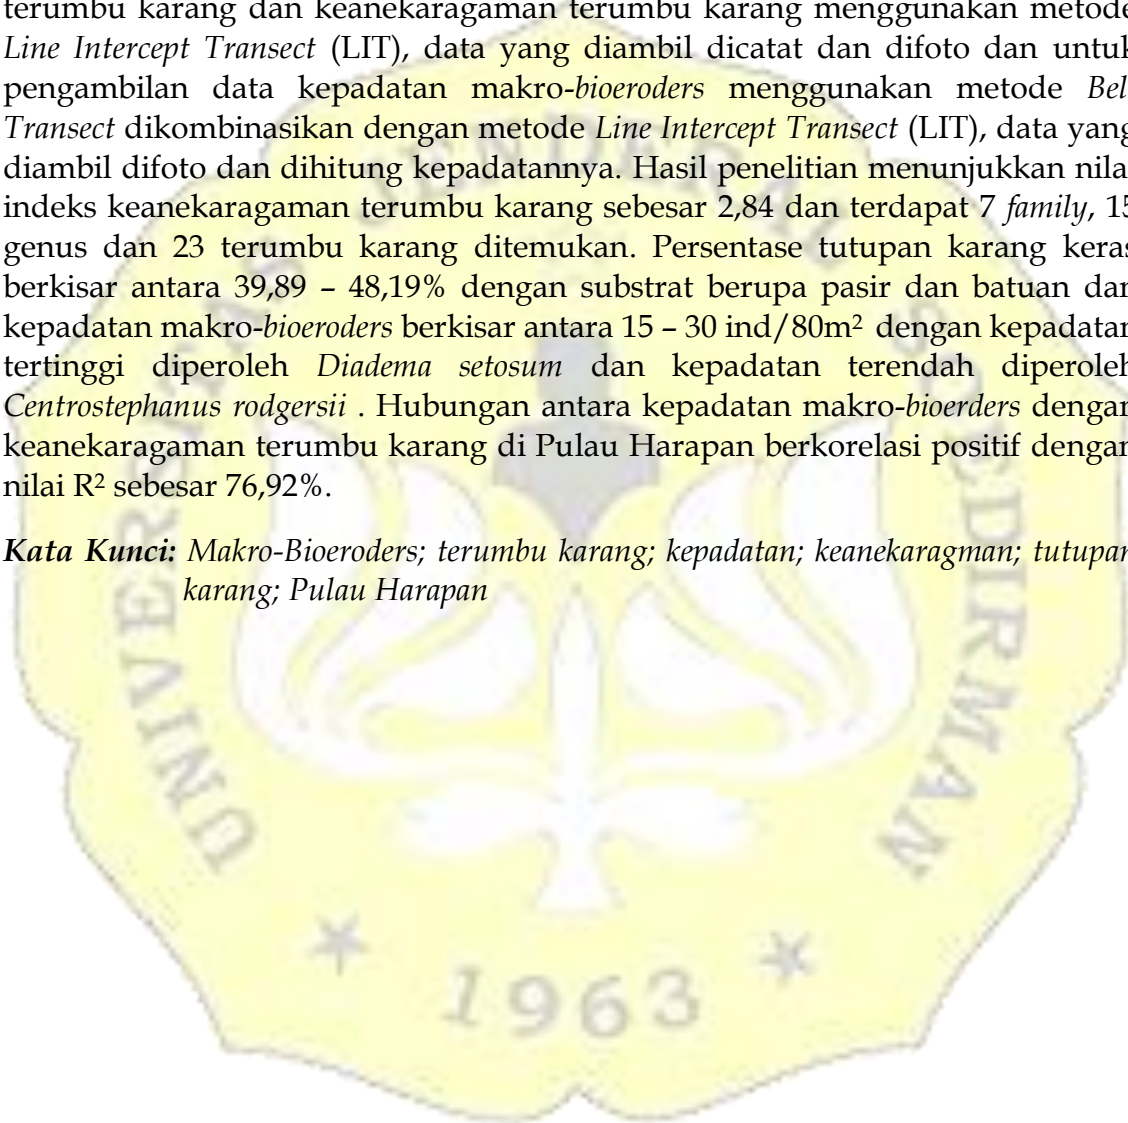 terumbu karang dan keanekaragaman terumbu karang menggunakan metode
Line Intercept Transect (LIT), data yang diambil dicatat dan difoto dan untuk
pengambilan data kepadatan makro-bioeroders menggunakan metode Bel
Transect dikombinasikan dengan metode Line Intercept Transect (LIT), data yang
diambil difoto dan dihitung kepadatannya. Hasil penelitian menunjukkan nila
indeks keanekaragaman terumbu karang sebesar 2,84 dan terdapat 7 family, 15
genus dan 23 terumbu karang ditemukan. Persentase tutupan karang keras
berkisar antara 39,89 – 48,19% dengan substrat berupa pasir dan batuan dan
kepadatan makro-bioeroders berkisar antara 15 – 30 ind/80m² dengan kepadatan
tertinggi diperoleh Diadema setosum dan kepadatan terendah diperoleh
Centrostephanus rodgersii . Hubungan antara kepadatan makro-bioerders dengan
keanekaragaman terumbu karang di Pulau Harapan berkorelasi positif dengan
nilai R² sebesar 76,92%.
Kata Kunci: Makro-Bioeroders; terumbu karang; kepadatan; keanekaragman; tutupan
karang; Pulau Harapan
UNIVERSITAS JENDERAL SOEDIRMAN
1963